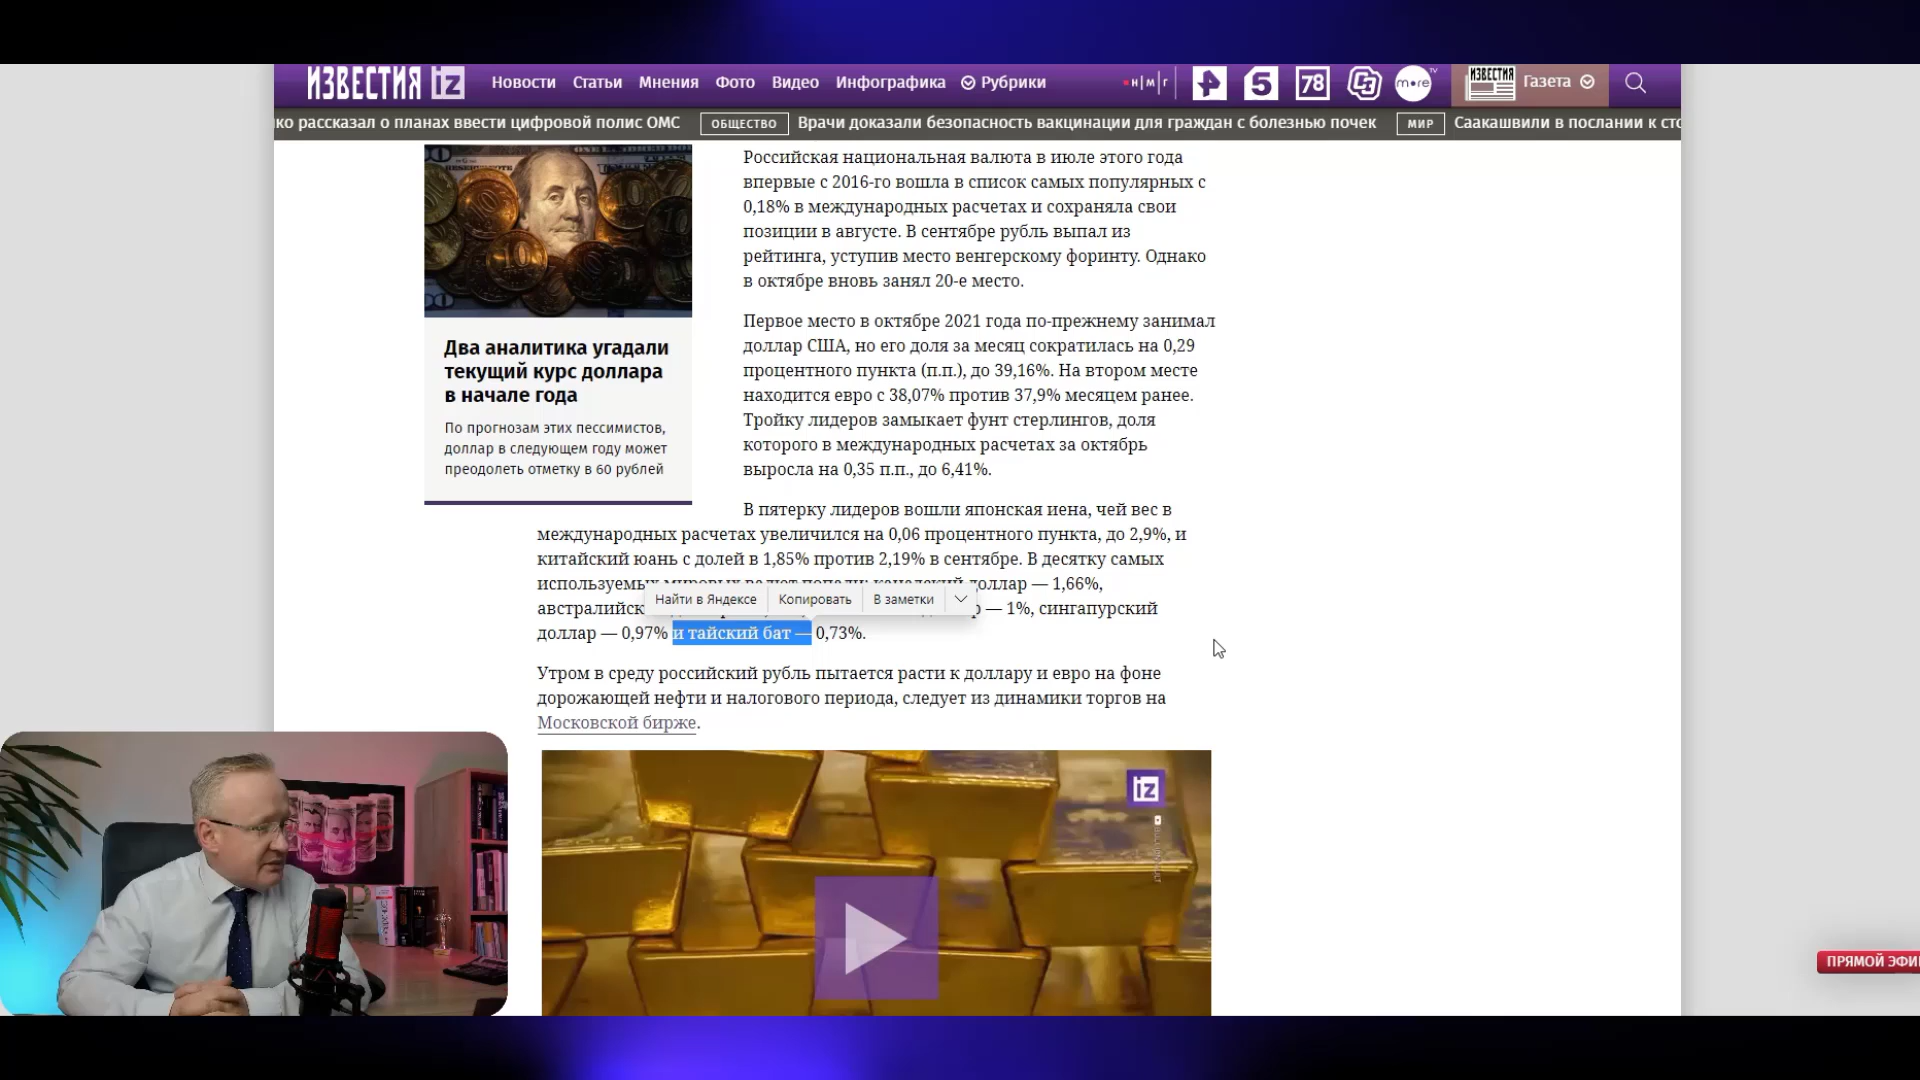 ИЗВЕСТИЯ iz Новости Статьи Мнения Фото Видео Инфографика Рубрики н|м|г 5 78 more TV ИЗВЕСТИЯ Газета
ко рассказал о планах ввести цифровой полис ОМС ОБЩЕСТВО Врачи доказали безопасность вакцинации для граждан с болезнью почек МИР Саакашвили в послании к сто
Российская национальная валюта в июле этого года
впервые с 2016-го вошла в список самых популярных с
0,18% в международных расчетах и сохраняла свои
позиции в августе. В сентябре рубль выпал из
рейтинга, уступив место венгерскому форинту. Однако
в октябре вновь занял 20-е место.
Два аналитика угадали
текущий курс доллара
в начале года
По прогнозам этих пессимистов,
доллар в следующем году может
преодолеть отметку в 60 рублей
Первое место в октябре 2021 года по-прежнему занимал
доллар США, но его доля за месяц сократилась на 0,29
процентного пункта (п.п.), до 39,16%. На втором месте
находится евро с 38,07% против 37,9% месяцем ранее.
Тройку лидеров замыкает фунт стерлингов, доля
которого в международных расчетах за октябрь
выросла на 0,35 п.п., до 6,41%.
В пятерку лидеров вошли японская иена, чей вес в
международных расчетах увеличился на 0,06 процентного пункта, до 2,9%, и
китайский юань с долей в 1,85% против 2,19% в сентябре. В десятку самых
используемых мировых валют попали: канадский доллар — 1,66%,
Найти в Яндексе Копировать В заметки
австралийск — 1%, сингапурский
доллар — 0,97% и тайский бат — 0,73%.
Утром в среду российский рубль пытается расти к доллару и евро на фоне
дорожающей нефти и налогового периода, следует из динамики торгов на
Московской бирже.
iz
ПРЯМОЙ ЭФИ